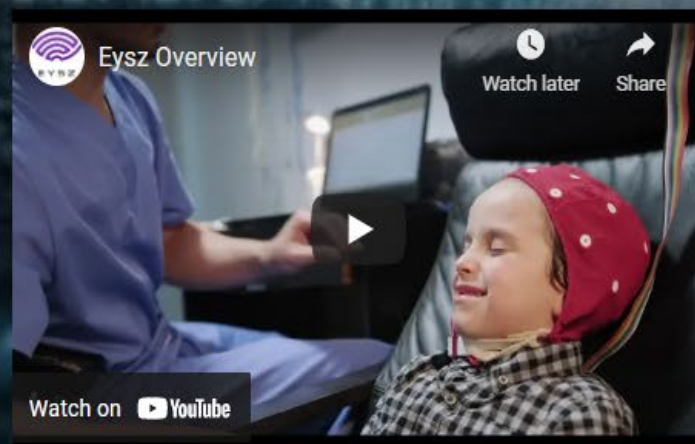 EYSZ
Eysz Overview
Watch later
Share
Watch on YouTube